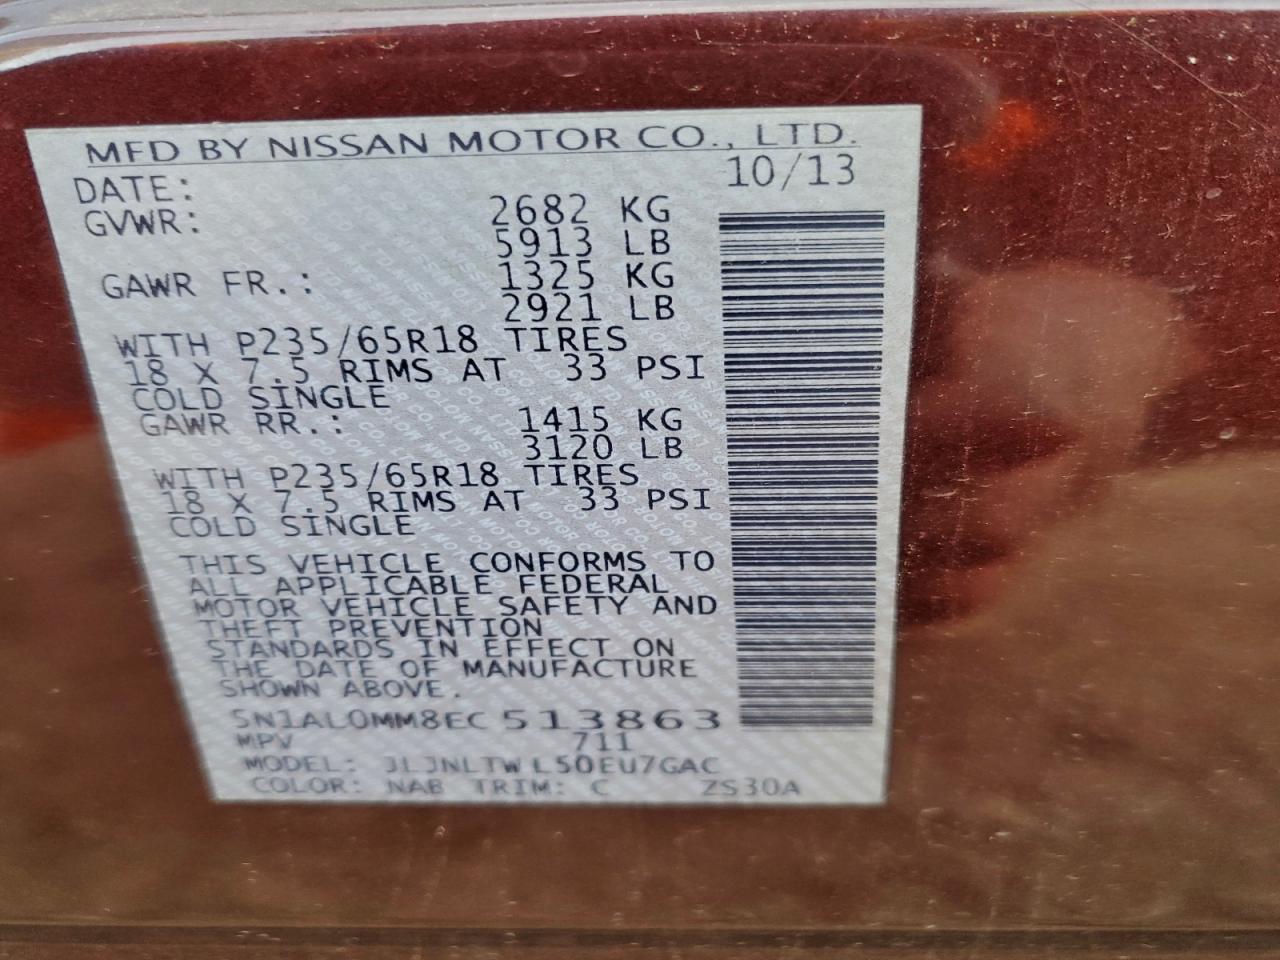 MFD BY NISSAN MOTOR CO., LTD.
DATE: 10/13
GVWR: 2682 KG
5913 LB
GAWR FR.: 1325 KG
2921 LB
WITH P235/65R18 TIRES
18 X 7.5 RIMS AT 33 PSI
COLD SINGLE
GAWR RR.: 1415 KG
3120 LB
WITH P235/65R18 TIRES
18 X 7.5 RIMS AT 33 PSI
COLD SINGLE
THIS VEHICLE CONFORMS TO
ALL APPLICABLE FEDERAL
MOTOR VEHICLE SAFETY AND
THEFT PREVENTION
STANDARDS IN EFFECT ON
THE DATE OF MANUFACTURE
SHOWN ABOVE.
5N1AL0MM8EC513863
MPV 711
MODEL: JLJNLTWL50EU7GAC
COLOR: NAB TRIM: C ZS30A